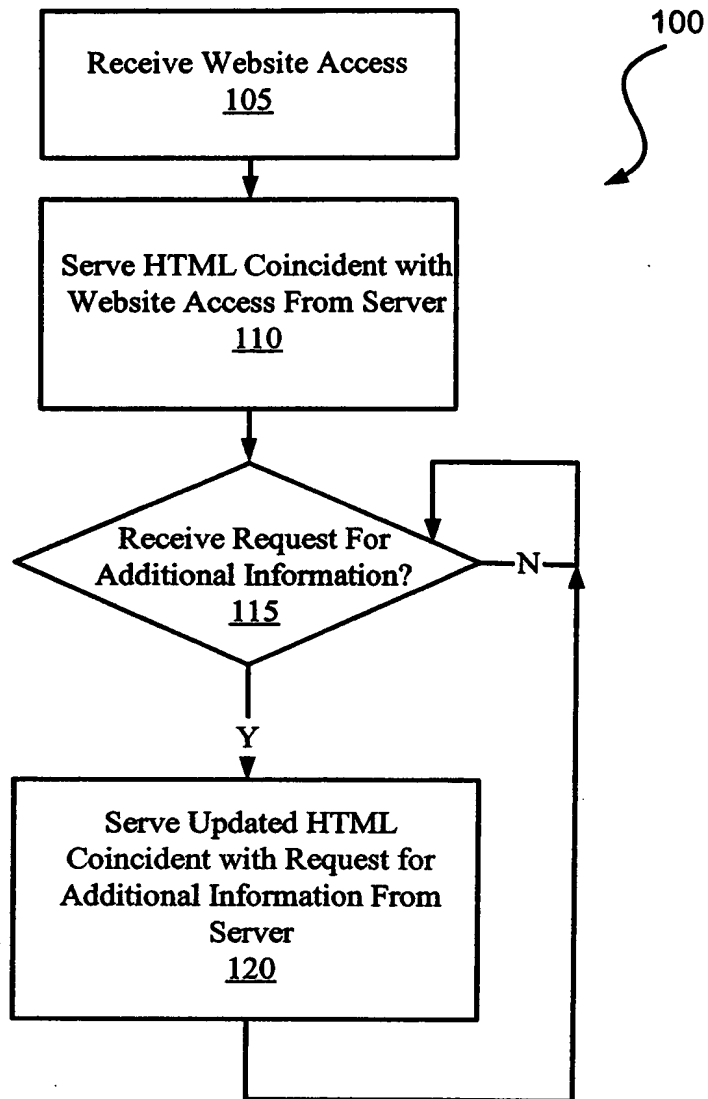 100
Receive Website Access
105
Serve HTML Coincident with
Website Access From Server
110
Receive Request For
Additional Information?
115
N
Y
Serve Updated HTML
Coincident with Request for
Additional Information From
Server
120